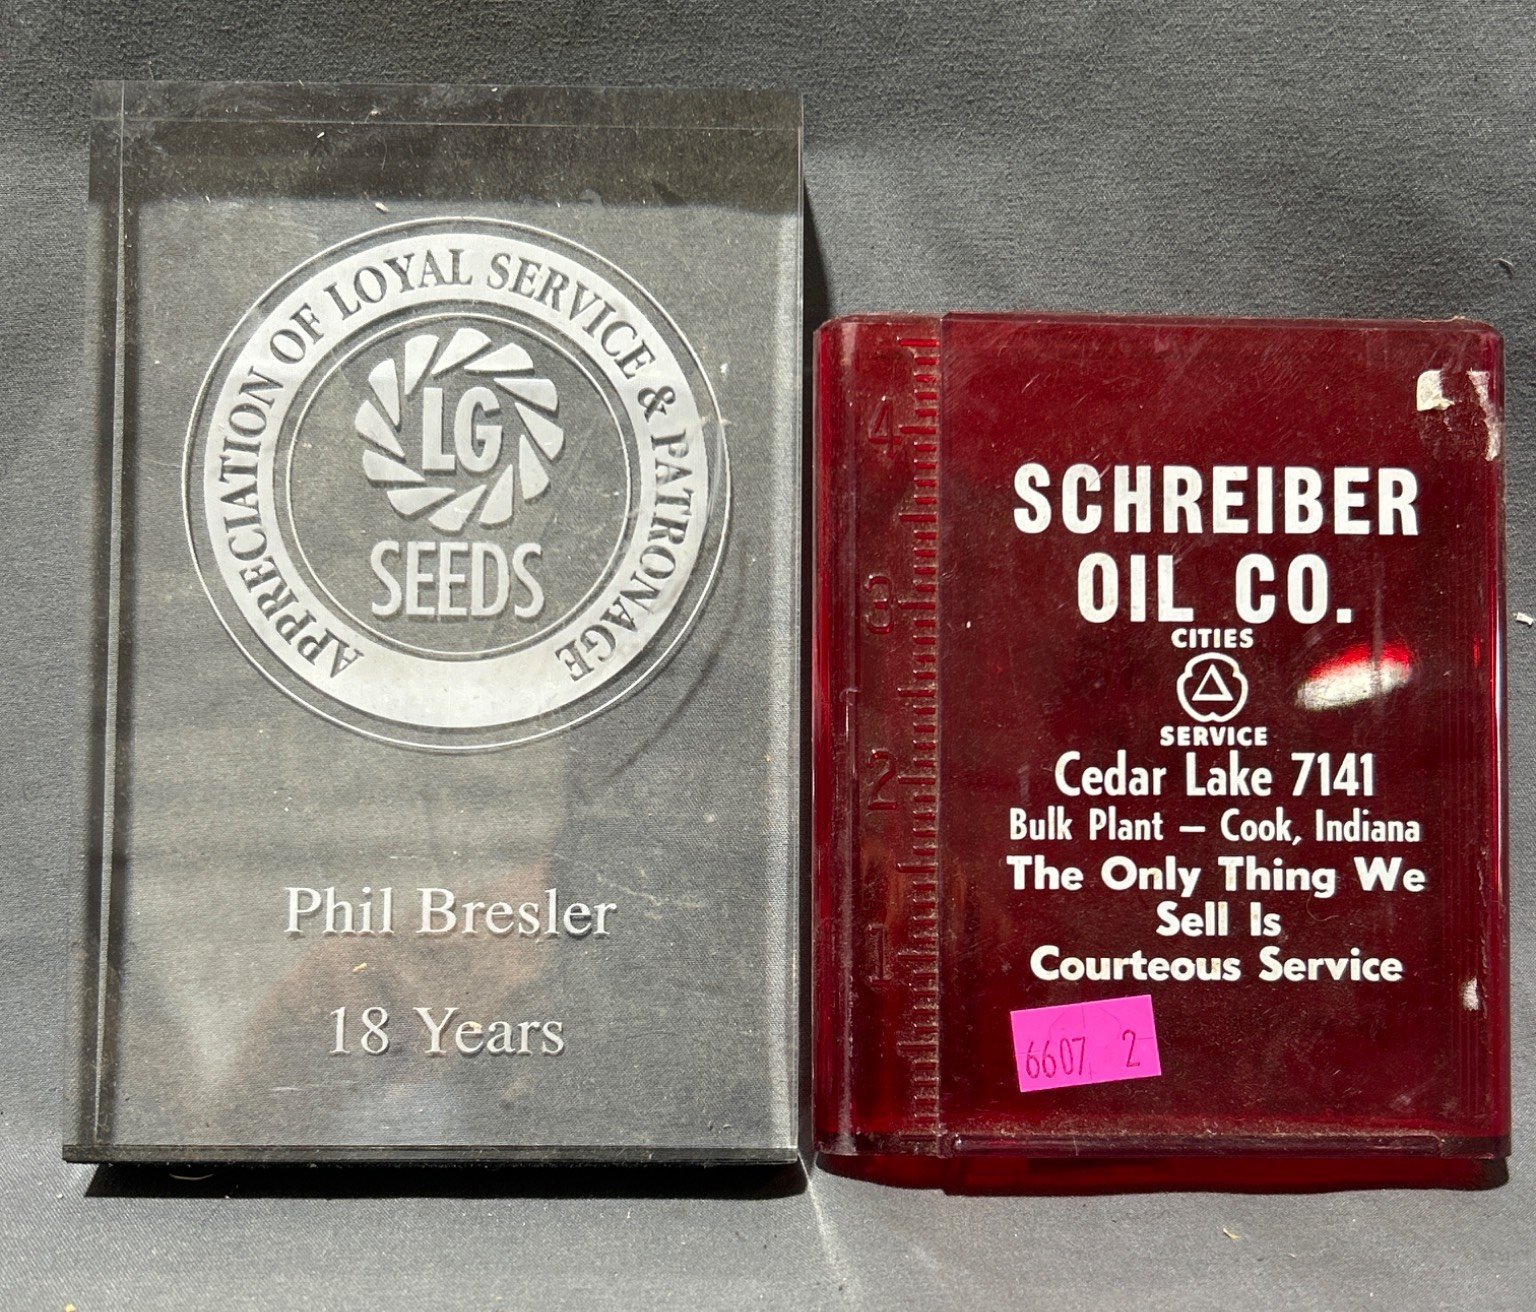 APPRECIATION OF LOYAL SERVICE & PATRONAGE
LG
SEEDS
Phil Bresler
18 Years
4
3
2
1
SCHREIBER
OIL CO.
CITIES
SERVICE
Cedar Lake 7141
Bulk Plant — Cook, Indiana
The Only Thing We
Sell Is
Courteous Service
6607 2